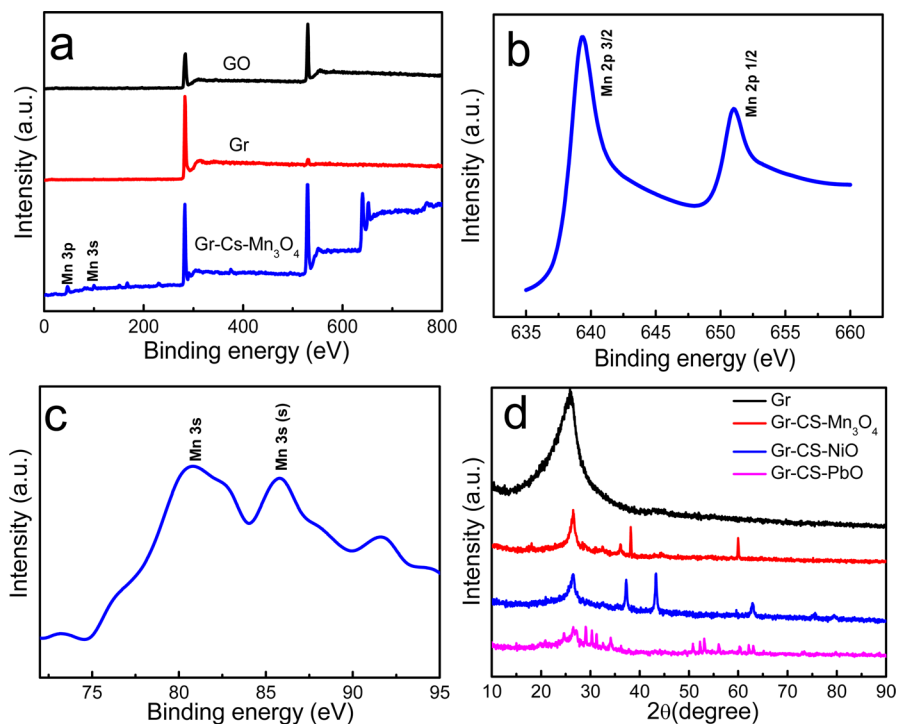 a
GO
Gr
Gr-Cs-Mn₃O₄
Mn 3p
Mn 3s
Intensity (a.u.)
0 200 400 600 800
Binding energy (eV)
b
Mn 2p 3/2
Mn 2p 1/2
Intensity (a.u.)
635 640 645 650 655 660
Binding energy (eV)
c
Mn 3s
Mn 3s (s)
Intensity (a.u.)
75 80 85 90 95
Binding energy (eV)
d
Gr
Gr-CS-Mn₃O₄
Gr-CS-NiO
Gr-CS-PbO
Intensity (a.u.)
10 20 30 40 50 60 70 80 90
2θ(degree)